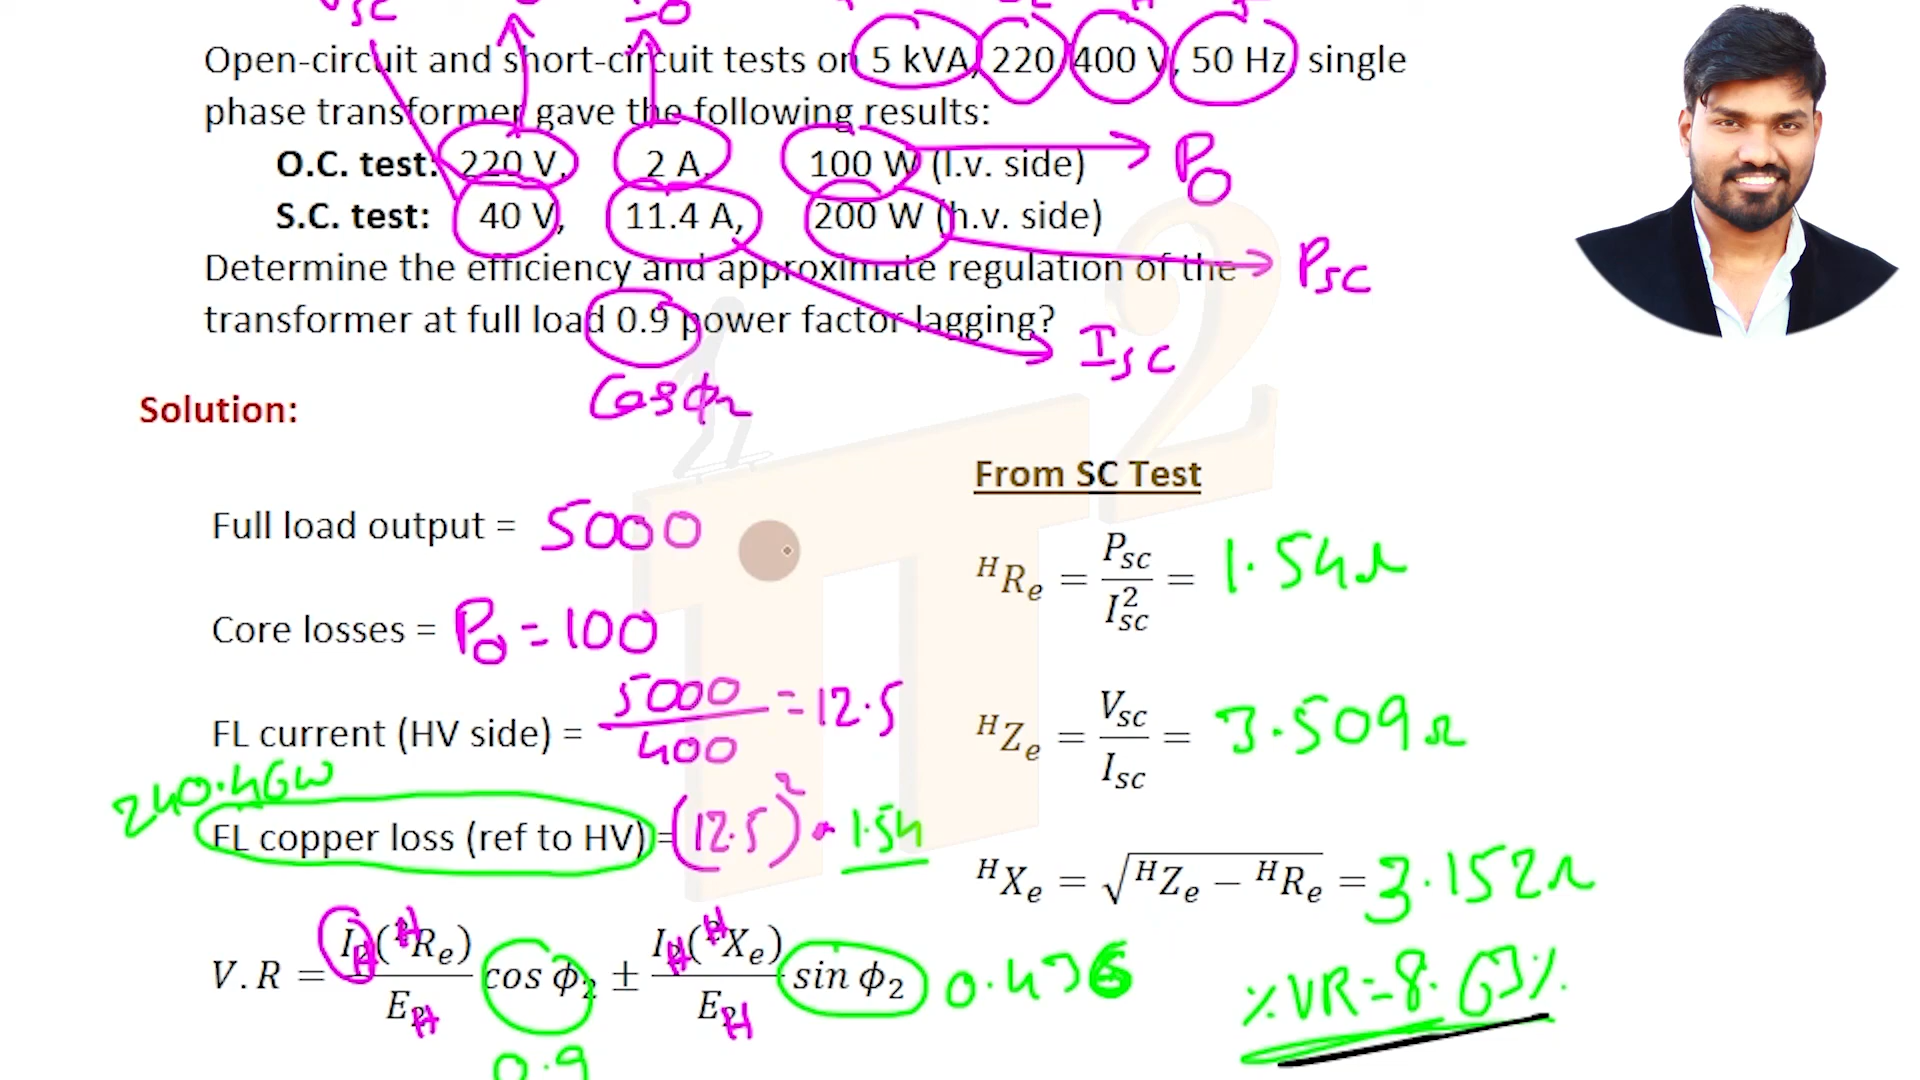 Open-circuit and short-circuit tests on 5 kVA, 220/400 V, 50 Hz, single
phase transformer gave the following results:
O.C. test: 220 V, 2 A, 100 W (l.v. side) P0
S.C. test: 40 V, 11.4 A, 200 W (h.v. side)
Determine the efficiency and approximate regulation of the PSC
transformer at full load 0.9 power factor lagging? ISC
Cosϕ2
Solution:
From SC Test
Full load output = 5000
HRe = Psc/I²sc = 1.54Ω
Core losses = P0 = 100
FL current (HV side) = 5000/400 = 12.5
HZe = Vsc/Isc = 3.509Ω
240.46W
FL copper loss (ref to HV) = (12.5)² * 1.54
HXe = √HZe − HRe = 3.152Ω
V.R = IH(HRe)/EH cos ϕ2 ± IH(HXe)/EH sin ϕ2 0.436
%VR = 8.63%
0.9